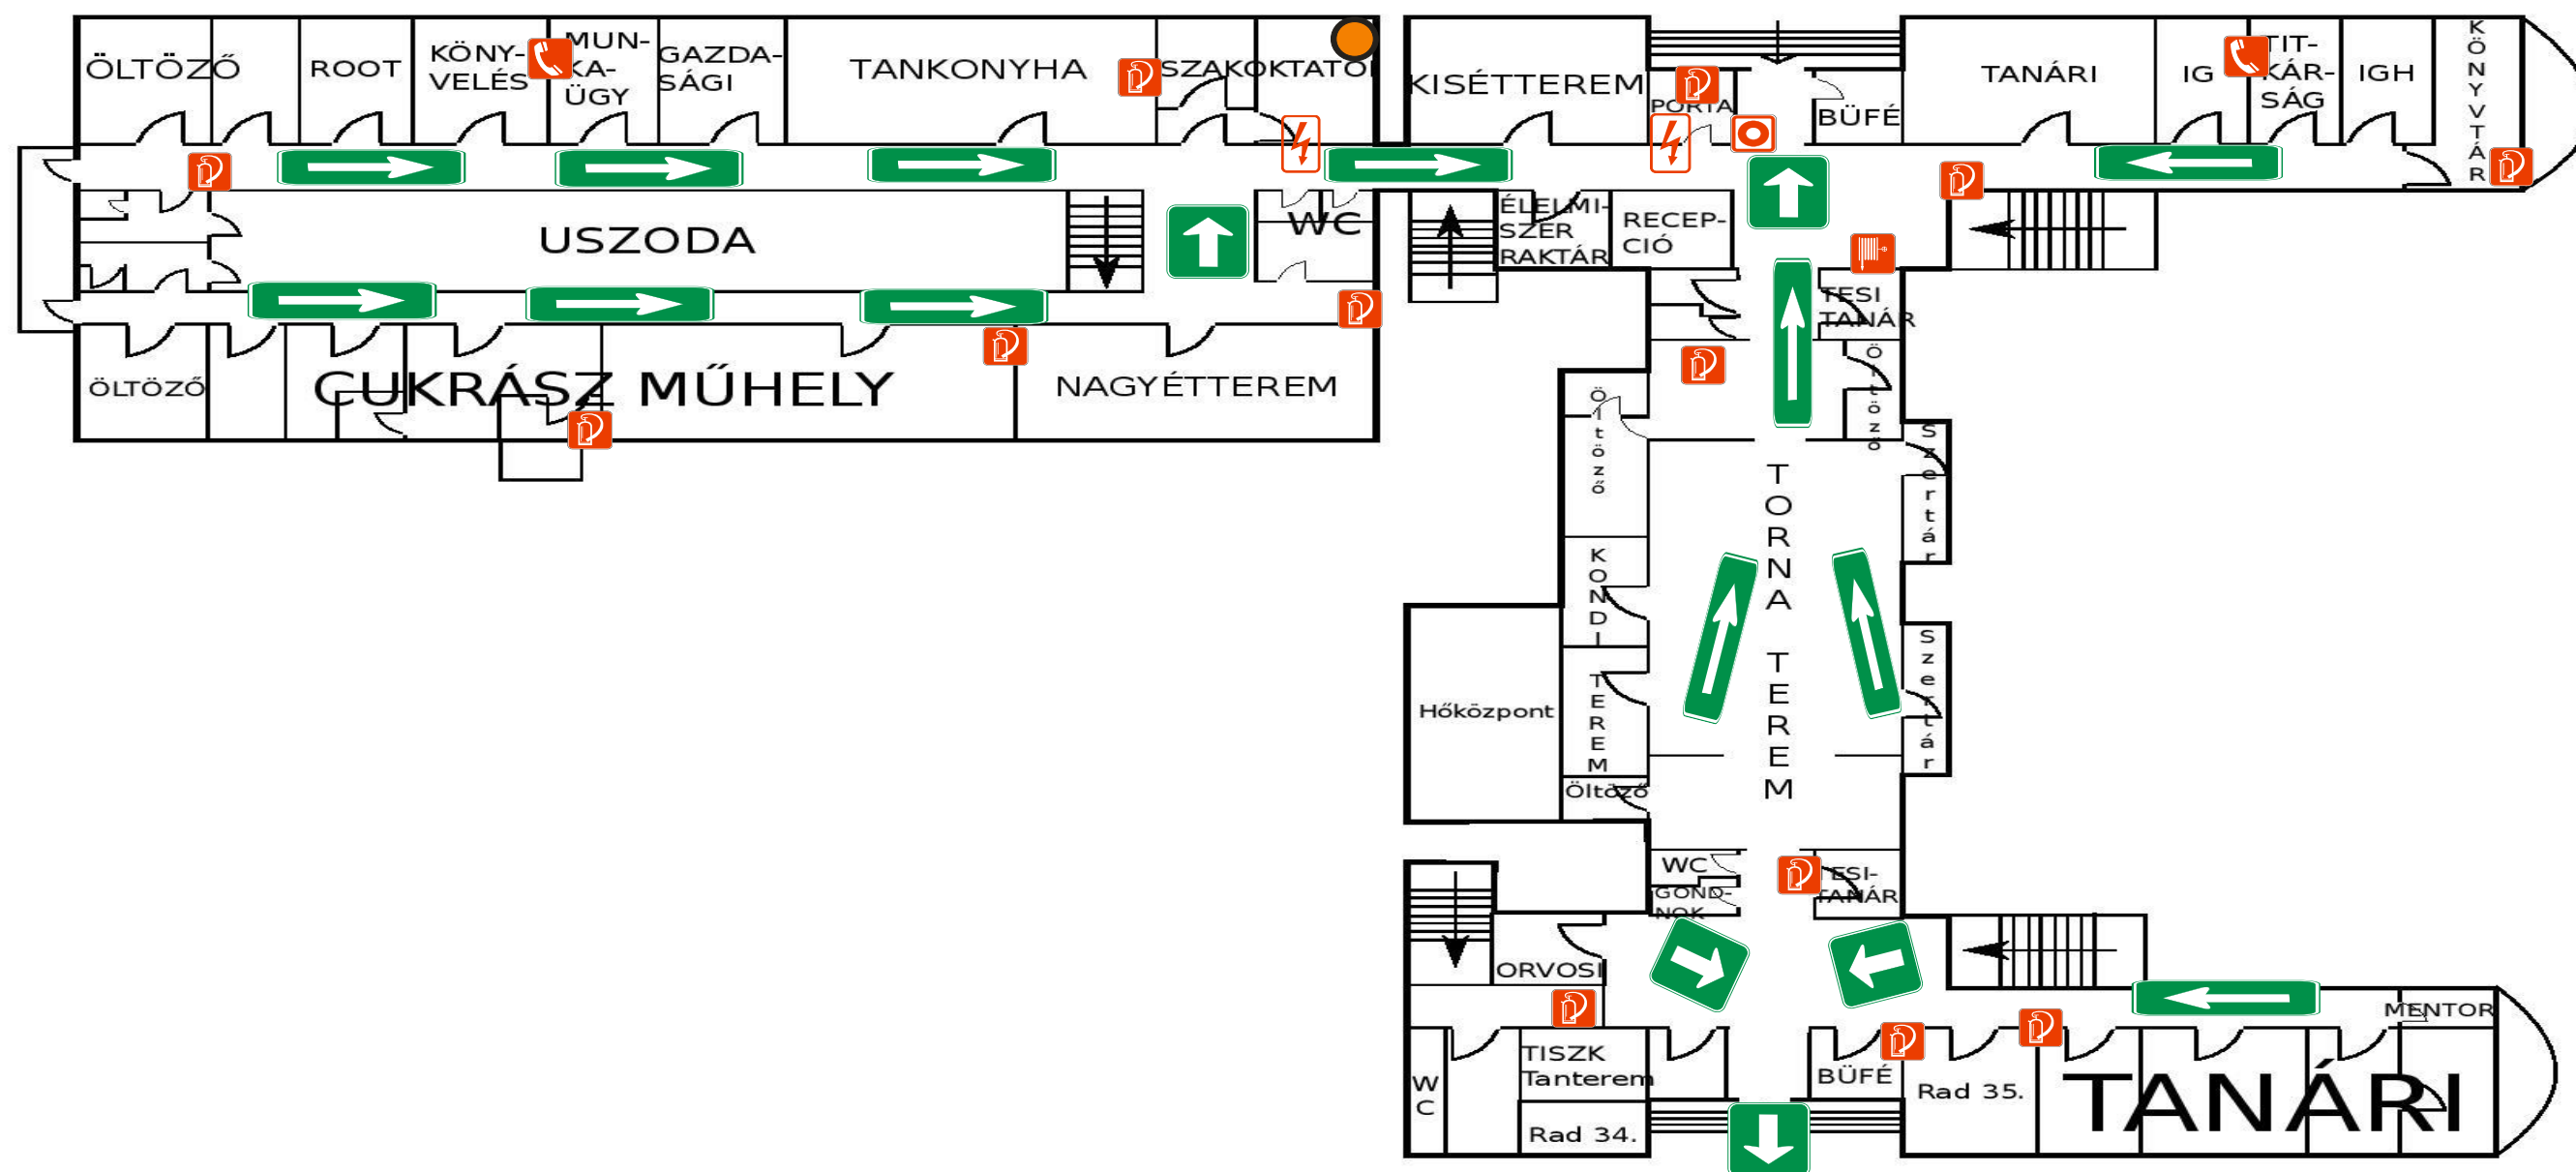 ÖLTÖZŐ
ROOT
KÖNY-
VELÉS
MUN-
KA-
ÜGY
GAZDA-
SÁGI
TANKONYHA
SZAKOKTATÓI
KISÉTTEREM
PORTA
BÜFÉ
TANÁRI
IG
TIT-
KÁR-
SÁG
IGH
KÖNYVTÁR
USZODA
WC
ÉLELMI-
SZER
RAKTÁR
RECEP-
CIÓ
TESI
TANÁR
ÖLTÖZŐ
CUKRÁSZ MŰHELY
NAGYÉTTEREM
Öltöző
Öltöző
Szertár
TORNA TEREM
KONDI
TEREM
Szertár
Hőközpont
Öltöző
WC
GOND-
NOK
TESI-
TANÁR
ORVOSI
MENTOR
WC
TISZK
Tanterem
Rad 34.
BÜFÉ
Rad 35.
TANÁRI